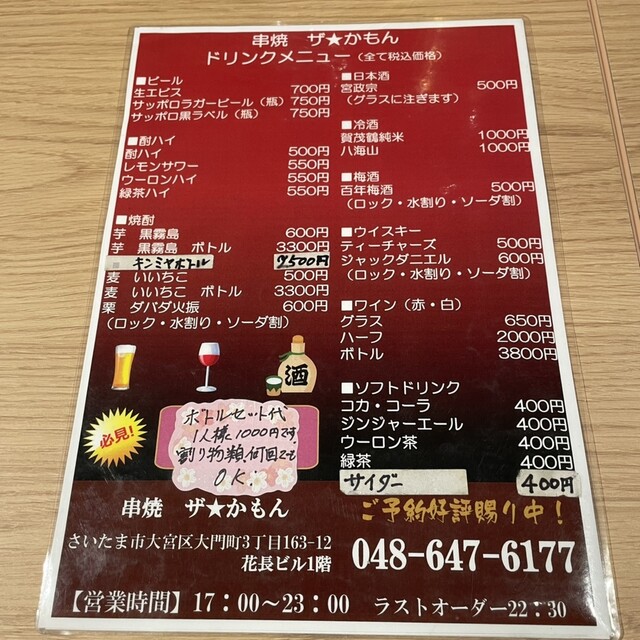 串焼 ザ★かもん
ドリンクメニュー（全て税込価格）
■ビール
生エビス 700円
サッポロラガービール（瓶） 750円
サッポロ黒ラベル（瓶） 750円
■酎ハイ
酎ハイ 500円
レモンサワー 550円
ウーロンハイ 550円
緑茶ハイ 550円
■焼酎
芋 黒霧島 600円
芋 黒霧島 ボトル 3300円
キンミヤボトル 2500円
麦 いいちこ 500円
麦 いいちこ ボトル 3300円
栗 ダバダ火振 600円
（ロック・水割り・ソーダ割）
■日本酒
宮政宗 500円
（グラスに注ぎます）
■冷酒
賀茂鶴純米 1000円
八海山 1000円
■梅酒
百年梅酒 500円
（ロック・水割り・ソーダ割）
■ウイスキー
ティーチャーズ 500円
ジャックダニエル 600円
（ロック・水割り・ソーダ割）
■ワイン（赤・白）
グラス 650円
ハーフ 2000円
ボトル 3800円
■ソフトドリンク
コカ・コーラ 400円
ジンジャーエール 400円
ウーロン茶 400円
緑茶 400円
サイダー 400円
酒
必見！
ボトルセット代
1人様 1000円です
割り物類何回でも
OK.
串焼 ザ★かもん
ご予約好評賜り中！
さいたま市大宮区大門町3丁目163-12
花長ビル1階
048-647-6177
【営業時間】17：00～23：00 ラストオーダー22：30